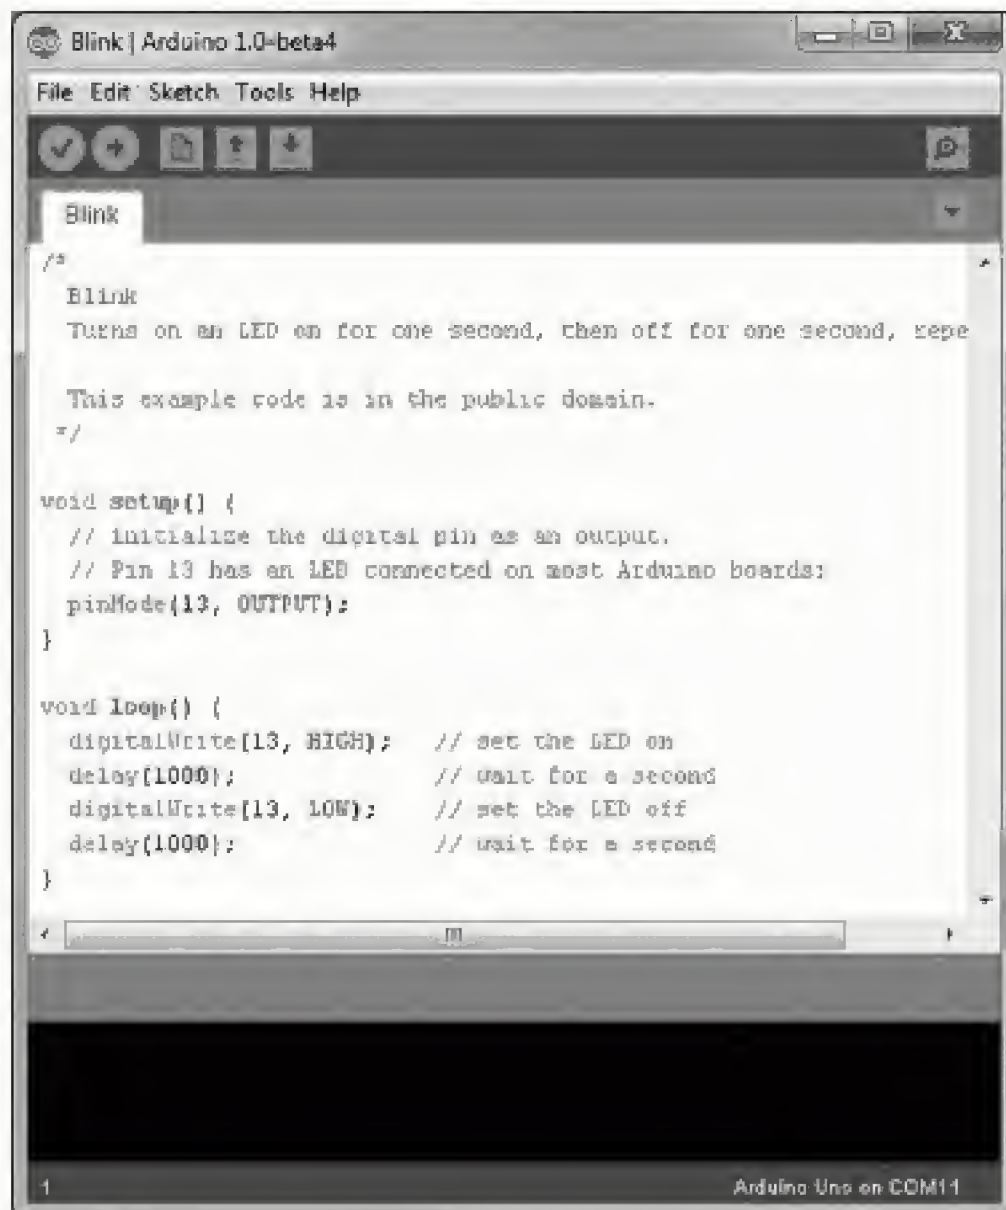 Blink | Arduino 1.0-beta4
File Edit Sketch Tools Help
Blink
/*
Blink
Turns on an LED on for one second, then off for one second, repe
This example code is in the public domain.
*/
void setup() {
// initialize the digital pin as an output.
// Pin 13 has an LED connected on most Arduino boards:
pinMode(13, OUTPUT);
}
void loop() {
digitalWrite(13, HIGH);   // set the LED on
delay(1000);              // wait for a second
digitalWrite(13, LOW);    // set the LED off
delay(1000);              // wait for a second
}
1
Arduino Uno on COM11